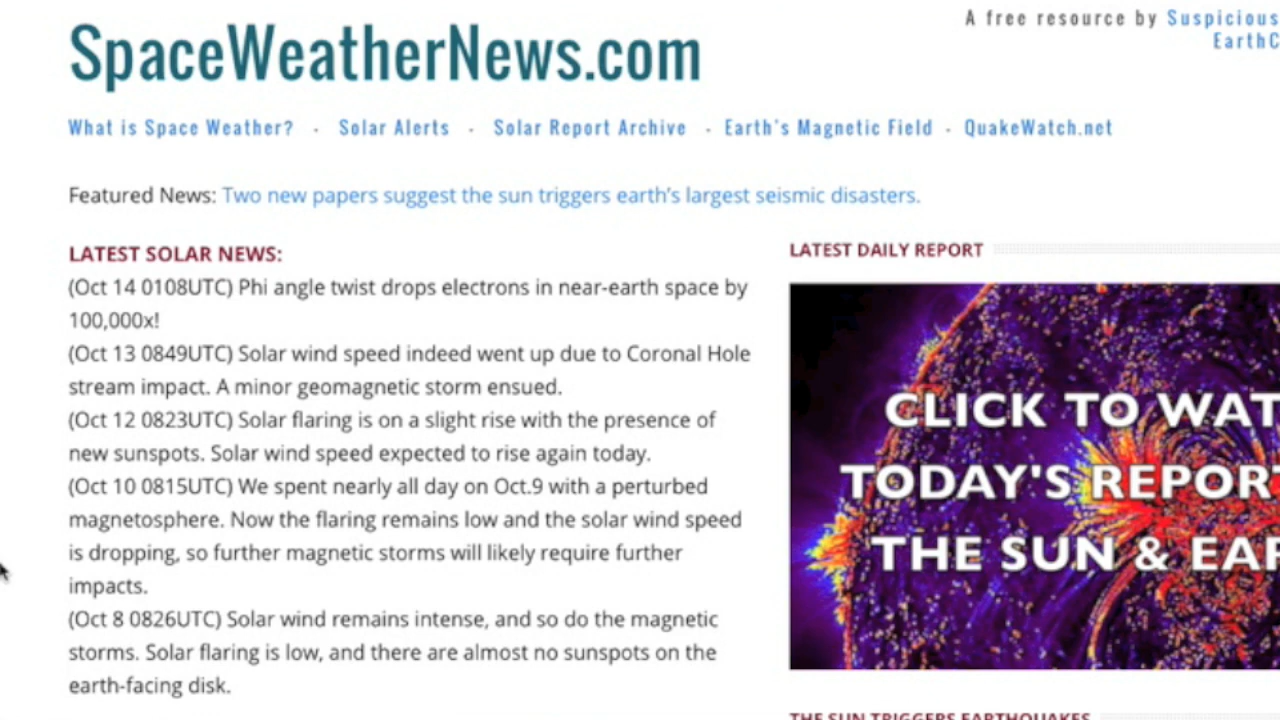 A free resource by Suspicious
SpaceWeatherNews.com
What is Space Weather? - Solar Alerts - Solar Report Archive - Earth's Magnetic Field - QuakeWatch.net
Featured News: Two new papers suggest the sun triggers earth's largest seismic disasters.
LATEST SOLAR NEWS:
(Oct 14 0108UTC) Phi angle twist drops electrons in near-earth space by
100,000x!
(Oct 13 0849UTC) Solar wind speed indeed went up due to Coronal Hole
stream impact. A minor geomagnetic storm ensued.
(Oct 12 0823UTC) Solar flaring is on a slight rise with the presence of
new sunspots. Solar wind speed expected to rise again today.
(Oct 10 0815UTC) We spent nearly all day on Oct.9 with a perturbed
magnetosphere. Now the flaring remains low and the solar wind speed
is dropping, so further magnetic storms will likely require further
impacts.
(Oct 8 0826UTC) Solar wind remains intense, and so do the magnetic
storms. Solar flaring is low, and there are almost no sunspots on the
earth-facing disk.
LATEST DAILY REPORT
CLICK TO WAT
TODAY'S REPORT
THE SUN & EAR
THE SUN TRIGGERS EARTHQUAKES